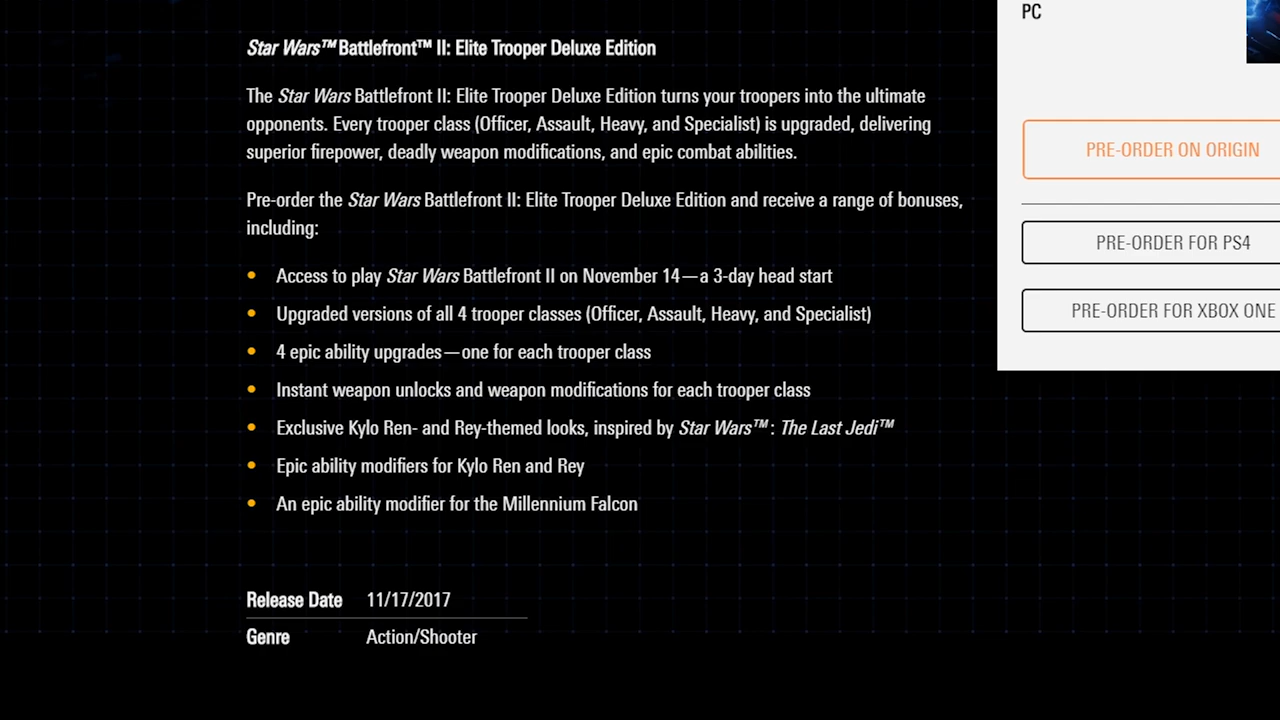 PC
Star Wars™ Battlefront™ II: Elite Trooper Deluxe Edition
The Star Wars Battlefront II: Elite Trooper Deluxe Edition turns your troopers into the ultimate
opponents. Every trooper class (Officer, Assault, Heavy, and Specialist) is upgraded, delivering
superior firepower, deadly weapon modifications, and epic combat abilities.
Pre-order the Star Wars Battlefront II: Elite Trooper Deluxe Edition and receive a range of bonuses,
including:
• Access to play Star Wars Battlefront II on November 14—a 3-day head start
• Upgraded versions of all 4 trooper classes (Officer, Assault, Heavy, and Specialist)
• 4 epic ability upgrades—one for each trooper class
• Instant weapon unlocks and weapon modifications for each trooper class
• Exclusive Kylo Ren- and Rey-themed looks, inspired by Star Wars™: The Last Jedi™
• Epic ability modifiers for Kylo Ren and Rey
• An epic ability modifier for the Millennium Falcon
Release Date 11/17/2017
Genre Action/Shooter
PRE-ORDER ON ORIGIN
PRE-ORDER FOR PS4
PRE-ORDER FOR XBOX ONE